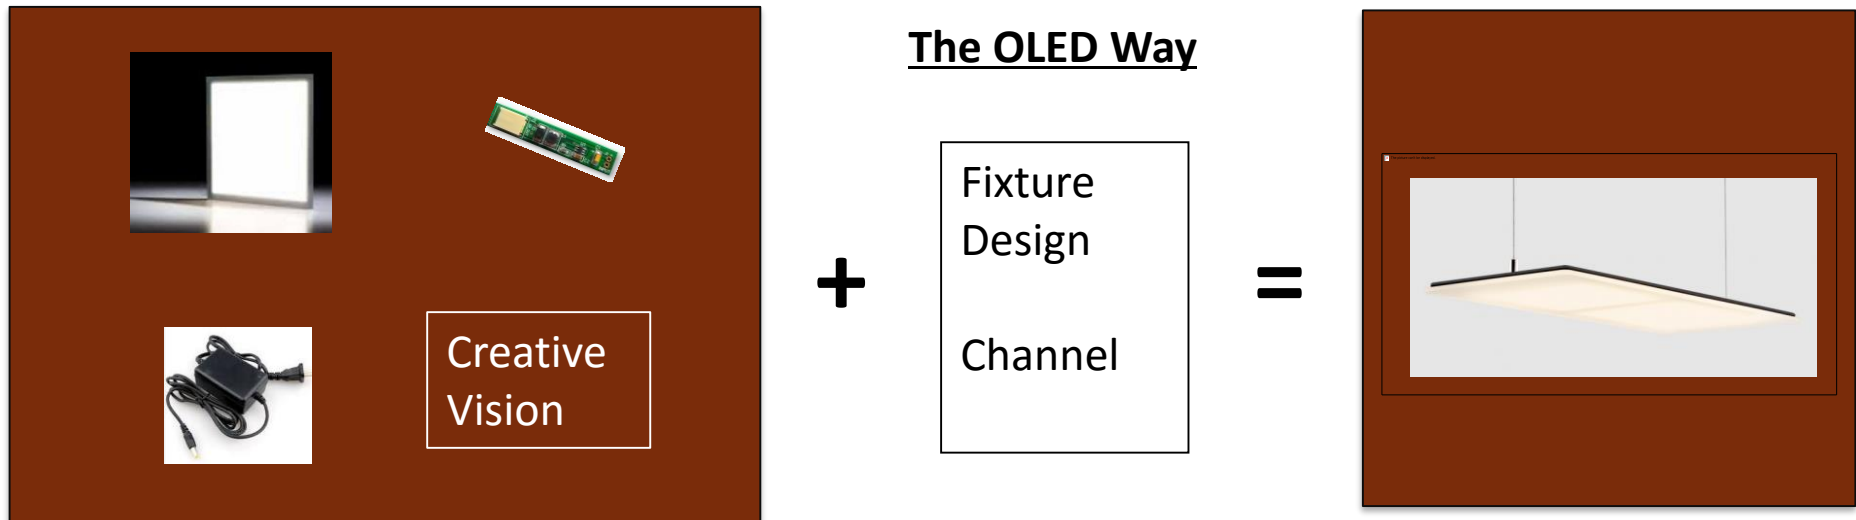 The OLED Way
Creative
Vision
+
Fixture
Design
Channel
=